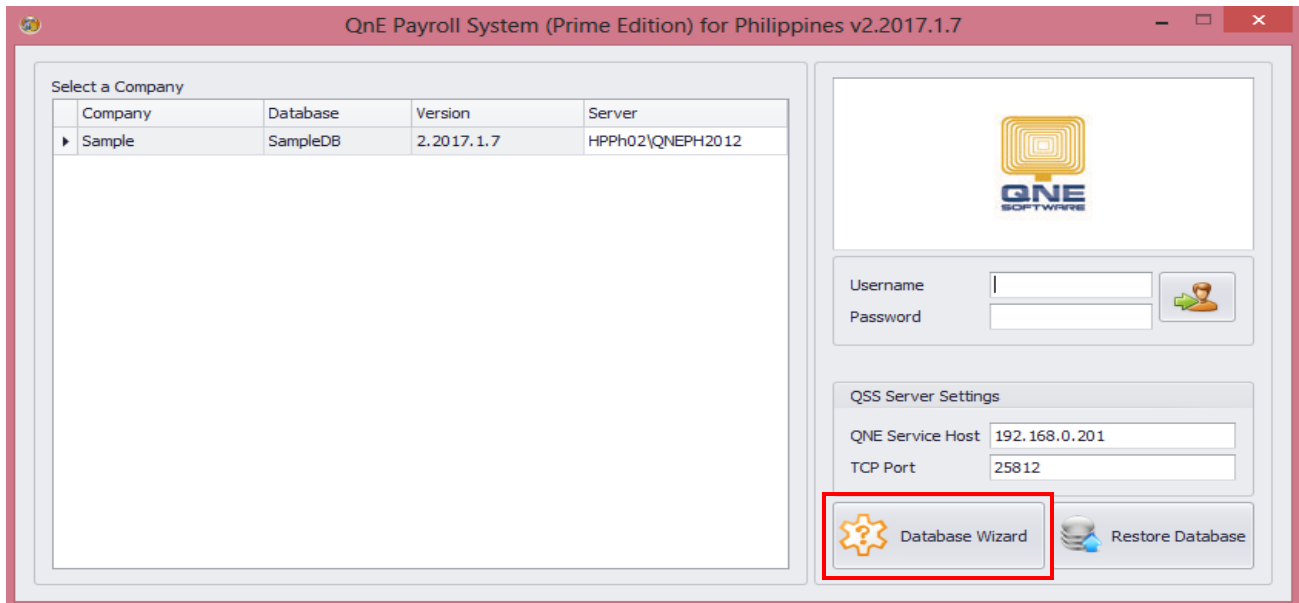 QnE Payroll System (Prime Edition) for Philippines v2.2017.1.7
Select a Company
Company Database Version Server
Sample SampleDB 2.2017.1.7 HPPh02\QNEPH2012
QNE
SOFTWARE
Username
Password
QSS Server Settings
QNE Service Host 192.168.0.201
TCP Port 25812
Database Wizard Restore Database